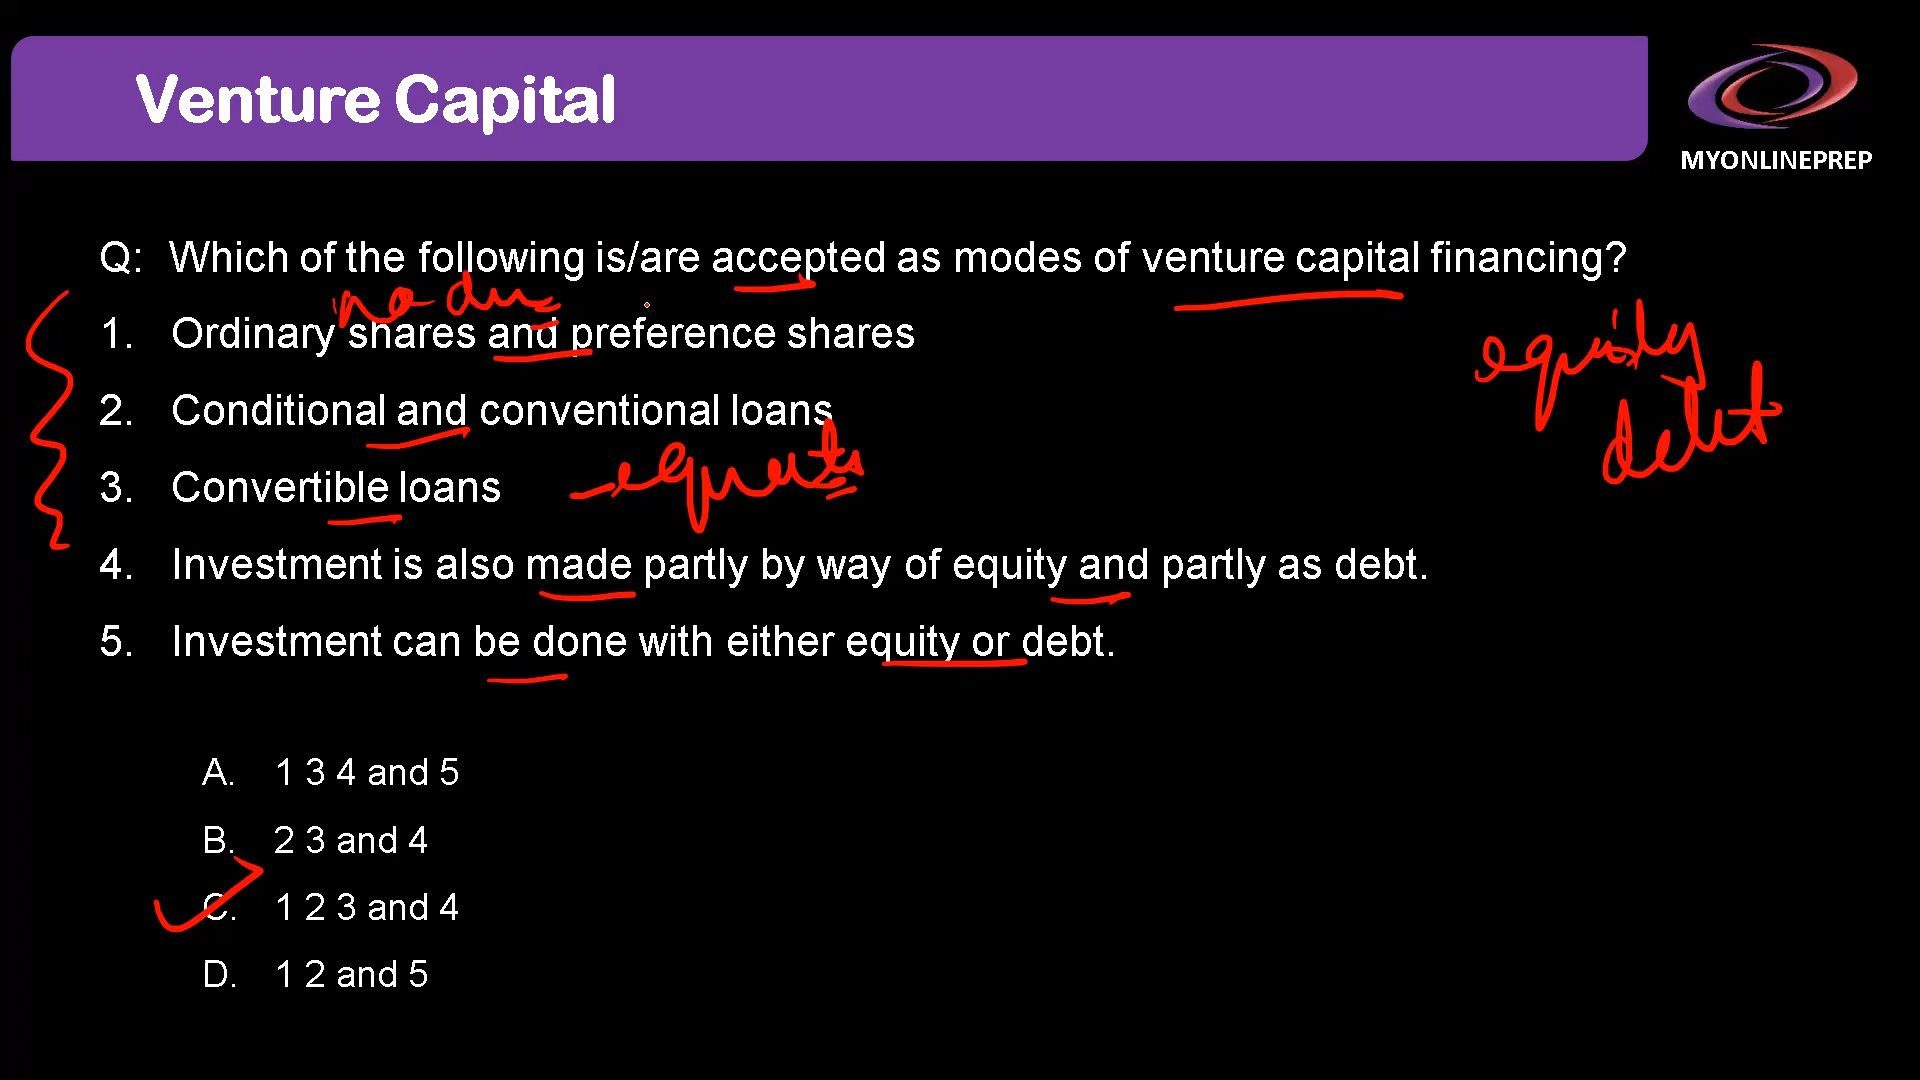 Venture Capital
MYONLINEPREP
Q: Which of the following is/are accepted as modes of venture capital financing?
1. Ordinary shares and preference shares
equity
2. Conditional and conventional loans
debt
3. Convertible loans
4. Investment is also made partly by way of equity and partly as debt.
5. Investment can be done with either equity or debt.
A. 1 3 4 and 5
B. 2 3 and 4
C. 1 2 3 and 4
D. 1 2 and 5